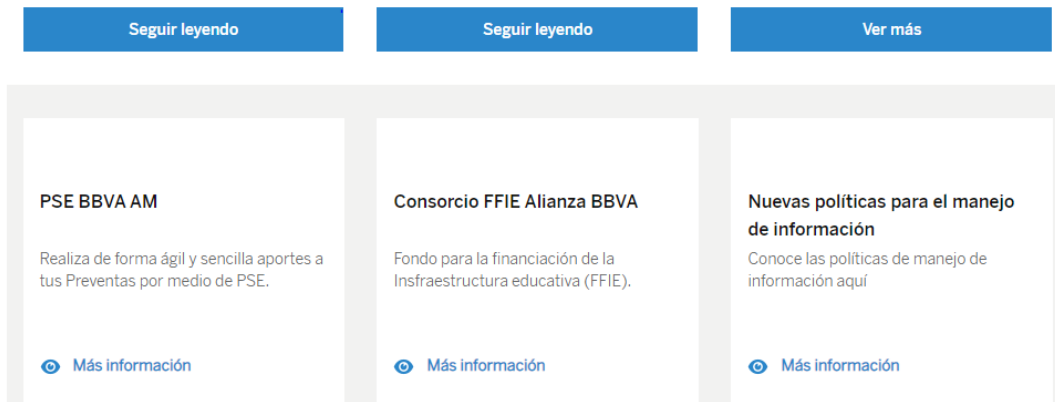 Seguir leyendo
Seguir leyendo
Ver más
PSE BBVA AM
Realiza de forma ágil y sencilla aportes a
tus Preventas por medio de PSE.
Más información
Consorcio FFIE Alianza BBVA
Fondo para la financiación de la
Insfraestructura educativa (FFIE).
Más información
Nuevas políticas para el manejo
de información
Conoce las políticas de manejo de
información aquí
Más información